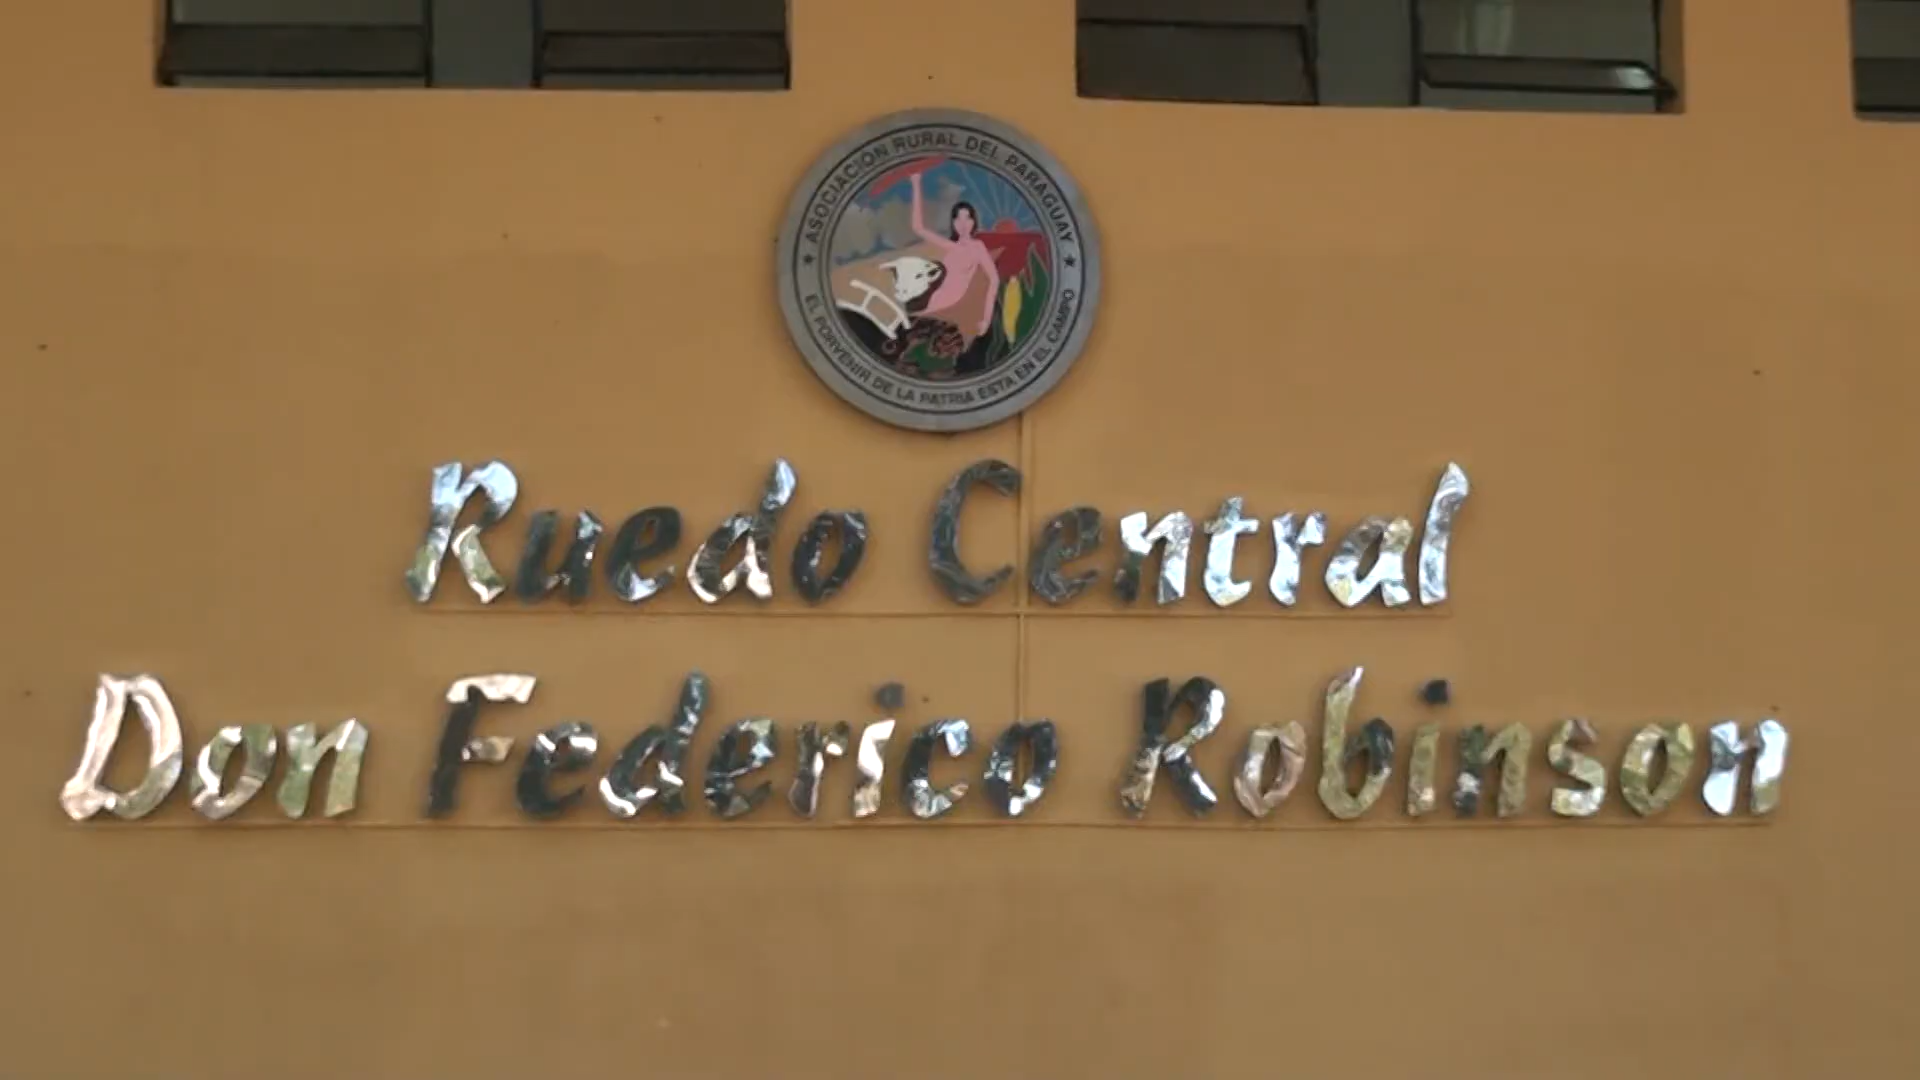 ASOCIACION RURAL DEL PARAGUAY
EL PORVENIR DE LA PATRIA ESTA EN EL CAMPO
Ruedo Central
Don Federico Robinson